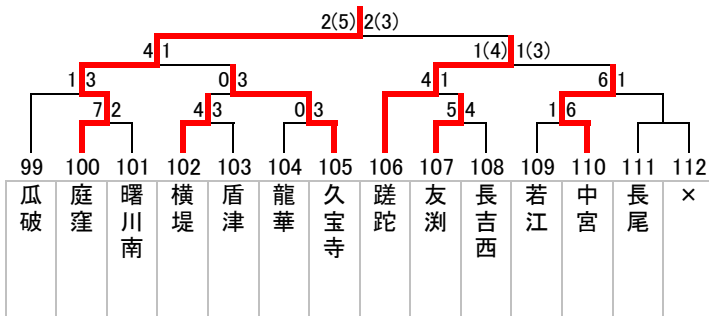 2(5) 2(3)
4 1 1(4) 1(3)
1 3 0 3 4 1 6 1
7 2 4 3 0 3 5 4 1 6
99 100 101 102 103 104 105 106 107 108 109 110 111 112
瓜破 庭窪 曙川南 横堤 盾津 龍華 久宝寺 蹉跎 友渕 長吉西 若江 中宮 長尾 ×